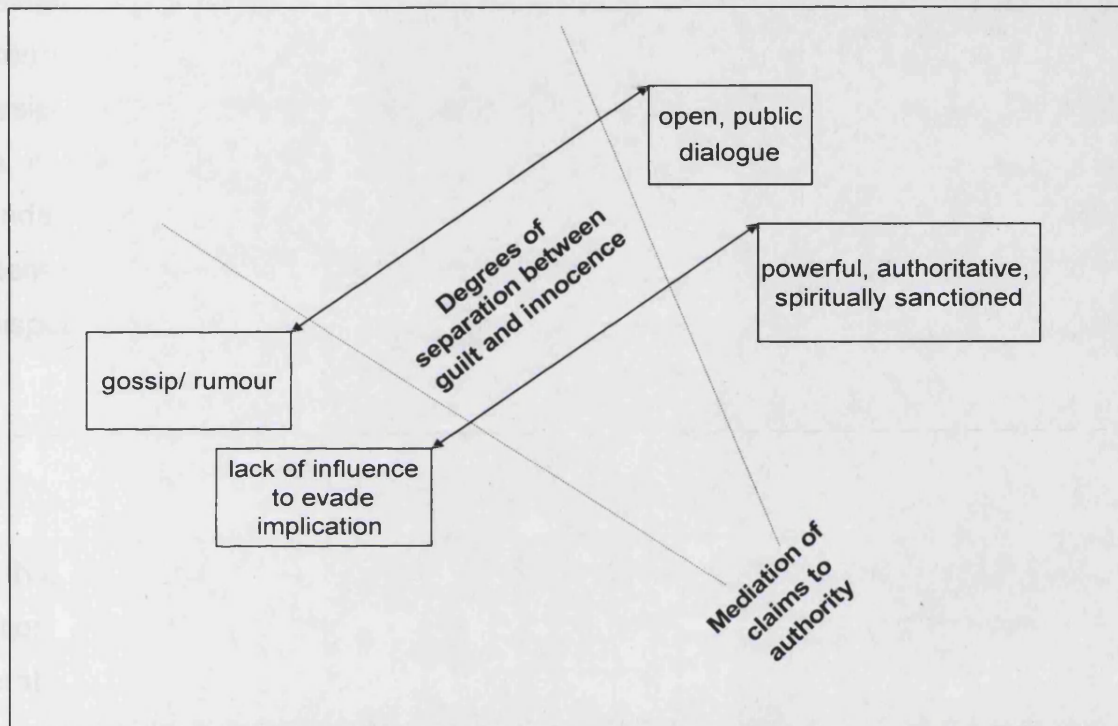 open, public
dialogue
Degrees of
separation between
guilt and innocence
powerful, authoritative,
spiritually sanctioned
gossip/ rumour
lack of influence
to evade
implication
Mediation of
claims to
authority